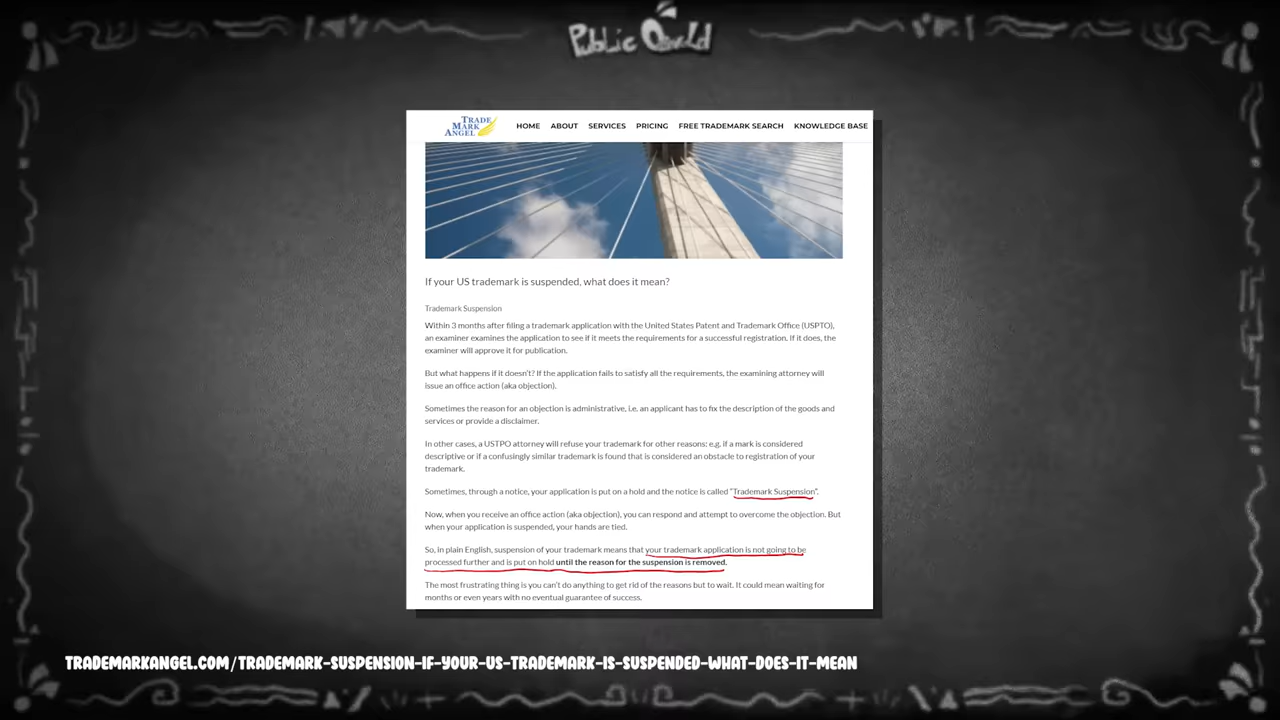 Public Oswald
TRADE
MARK
ANGEL
HOME ABOUT SERVICES PRICING FREE TRADEMARK SEARCH KNOWLEDGE BASE
If your US trademark is suspended, what does it mean?
Trademark Suspension
Within 3 months after filing a trademark application with the United States Patent and Trademark Office (USPTO),
an examiner examines the application to see if it meets the requirements for a successful registration. If it does, the
examiner will approve it for publication.
But what happens if it doesn't? If the application fails to satisfy all the requirements, the examining attorney will
issue an office action (aka objection).
Sometimes the reason for an objection is administrative, i.e. an applicant has to fix the description of the goods and
services or provide a disclaimer.
In other cases, a USTPO attorney will refuse your trademark for other reasons: e.g. if a mark is considered
descriptive or if a confusingly similar trademark is found that is considered an obstacle to registration of your
trademark.
Sometimes, through a notice, your application is put on a hold and the notice is called "Trademark Suspension".
Now, when you receive an office action (aka objection), you can respond and attempt to overcome the objection. But
when your application is suspended, your hands are tied.
So, in plain English, suspension of your trademark means that your trademark application is not going to be
processed further and is put on hold until the reason for the suspension is removed.
The most frustrating thing is you can't do anything to get rid of the reasons but to wait. It could mean waiting for
months or even years with no eventual guarantee of success.
TRADEMARKANGEL.COM/TRADEMARK-SUSPENSION-IF-YOUR-US-TRADEMARK-IS-SUSPENDED-WHAT-DOES-IT-MEAN